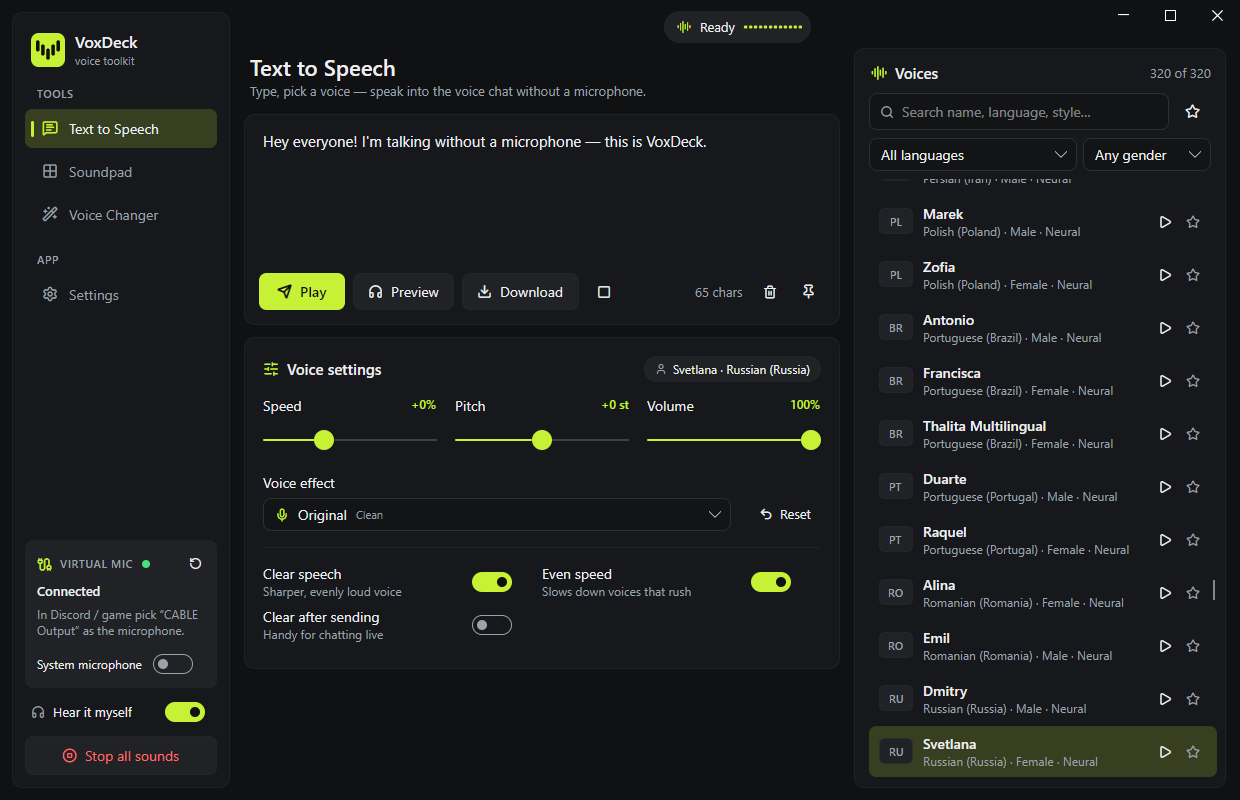 VoxDeck
voice toolkit
TOOLS
Text to Speech
Soundpad
Voice Changer
APP
Settings
VIRTUAL MIC
Connected
In Discord / game pick “CABLE
Output” as the microphone.
System microphone
Hear it myself
Stop all sounds
Ready
Text to Speech
Type, pick a voice — speak into the voice chat without a microphone.
Hey everyone! I'm talking without a microphone — this is VoxDeck.
Play
Preview
Download
65 chars
Voice settings
Svetlana · Russian (Russia)
Speed +0%
Pitch +0 st
Volume 100%
Voice effect
Original Clean
Reset
Clear speech
Sharper, evenly loud voice
Even speed
Slows down voices that rush
Clear after sending
Handy for chatting live
Voices
320 of 320
Search name, language, style...
All languages
Any gender
Persian (Iran) · Male · Neural
PL
Marek
Polish (Poland) · Male · Neural
PL
Zofia
Polish (Poland) · Female · Neural
BR
Antonio
Portuguese (Brazil) · Male · Neural
BR
Francisca
Portuguese (Brazil) · Female · Neural
BR
Thalita Multilingual
Portuguese (Brazil) · Female · Neural
PT
Duarte
Portuguese (Portugal) · Male · Neural
PT
Raquel
Portuguese (Portugal) · Female · Neural
RO
Alina
Romanian (Romania) · Female · Neural
RO
Emil
Romanian (Romania) · Male · Neural
RU
Dmitry
Russian (Russia) · Male · Neural
RU
Svetlana
Russian (Russia) · Female · Neural